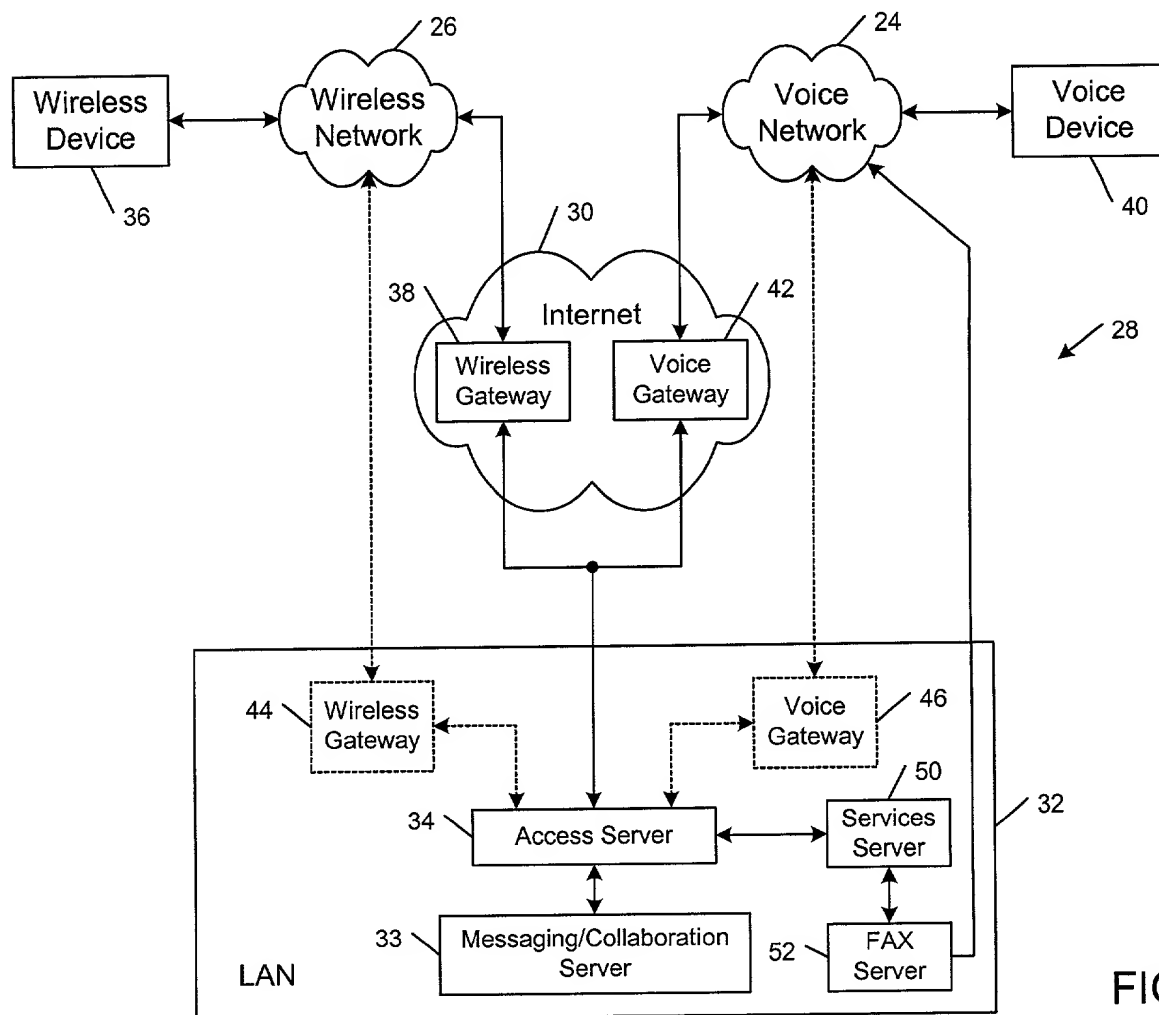 26
24
Wireless
Device
Wireless
Network
Voice
Network
Voice
Device
36
40
30
38
Internet
42
28
Wireless
Gateway
Voice
Gateway
44
Wireless
Gateway
Voice
Gateway
46
50
32
34
Access Server
Services
Server
33
Messaging/Collaboration
Server
52
FAX
Server
LAN
FIG